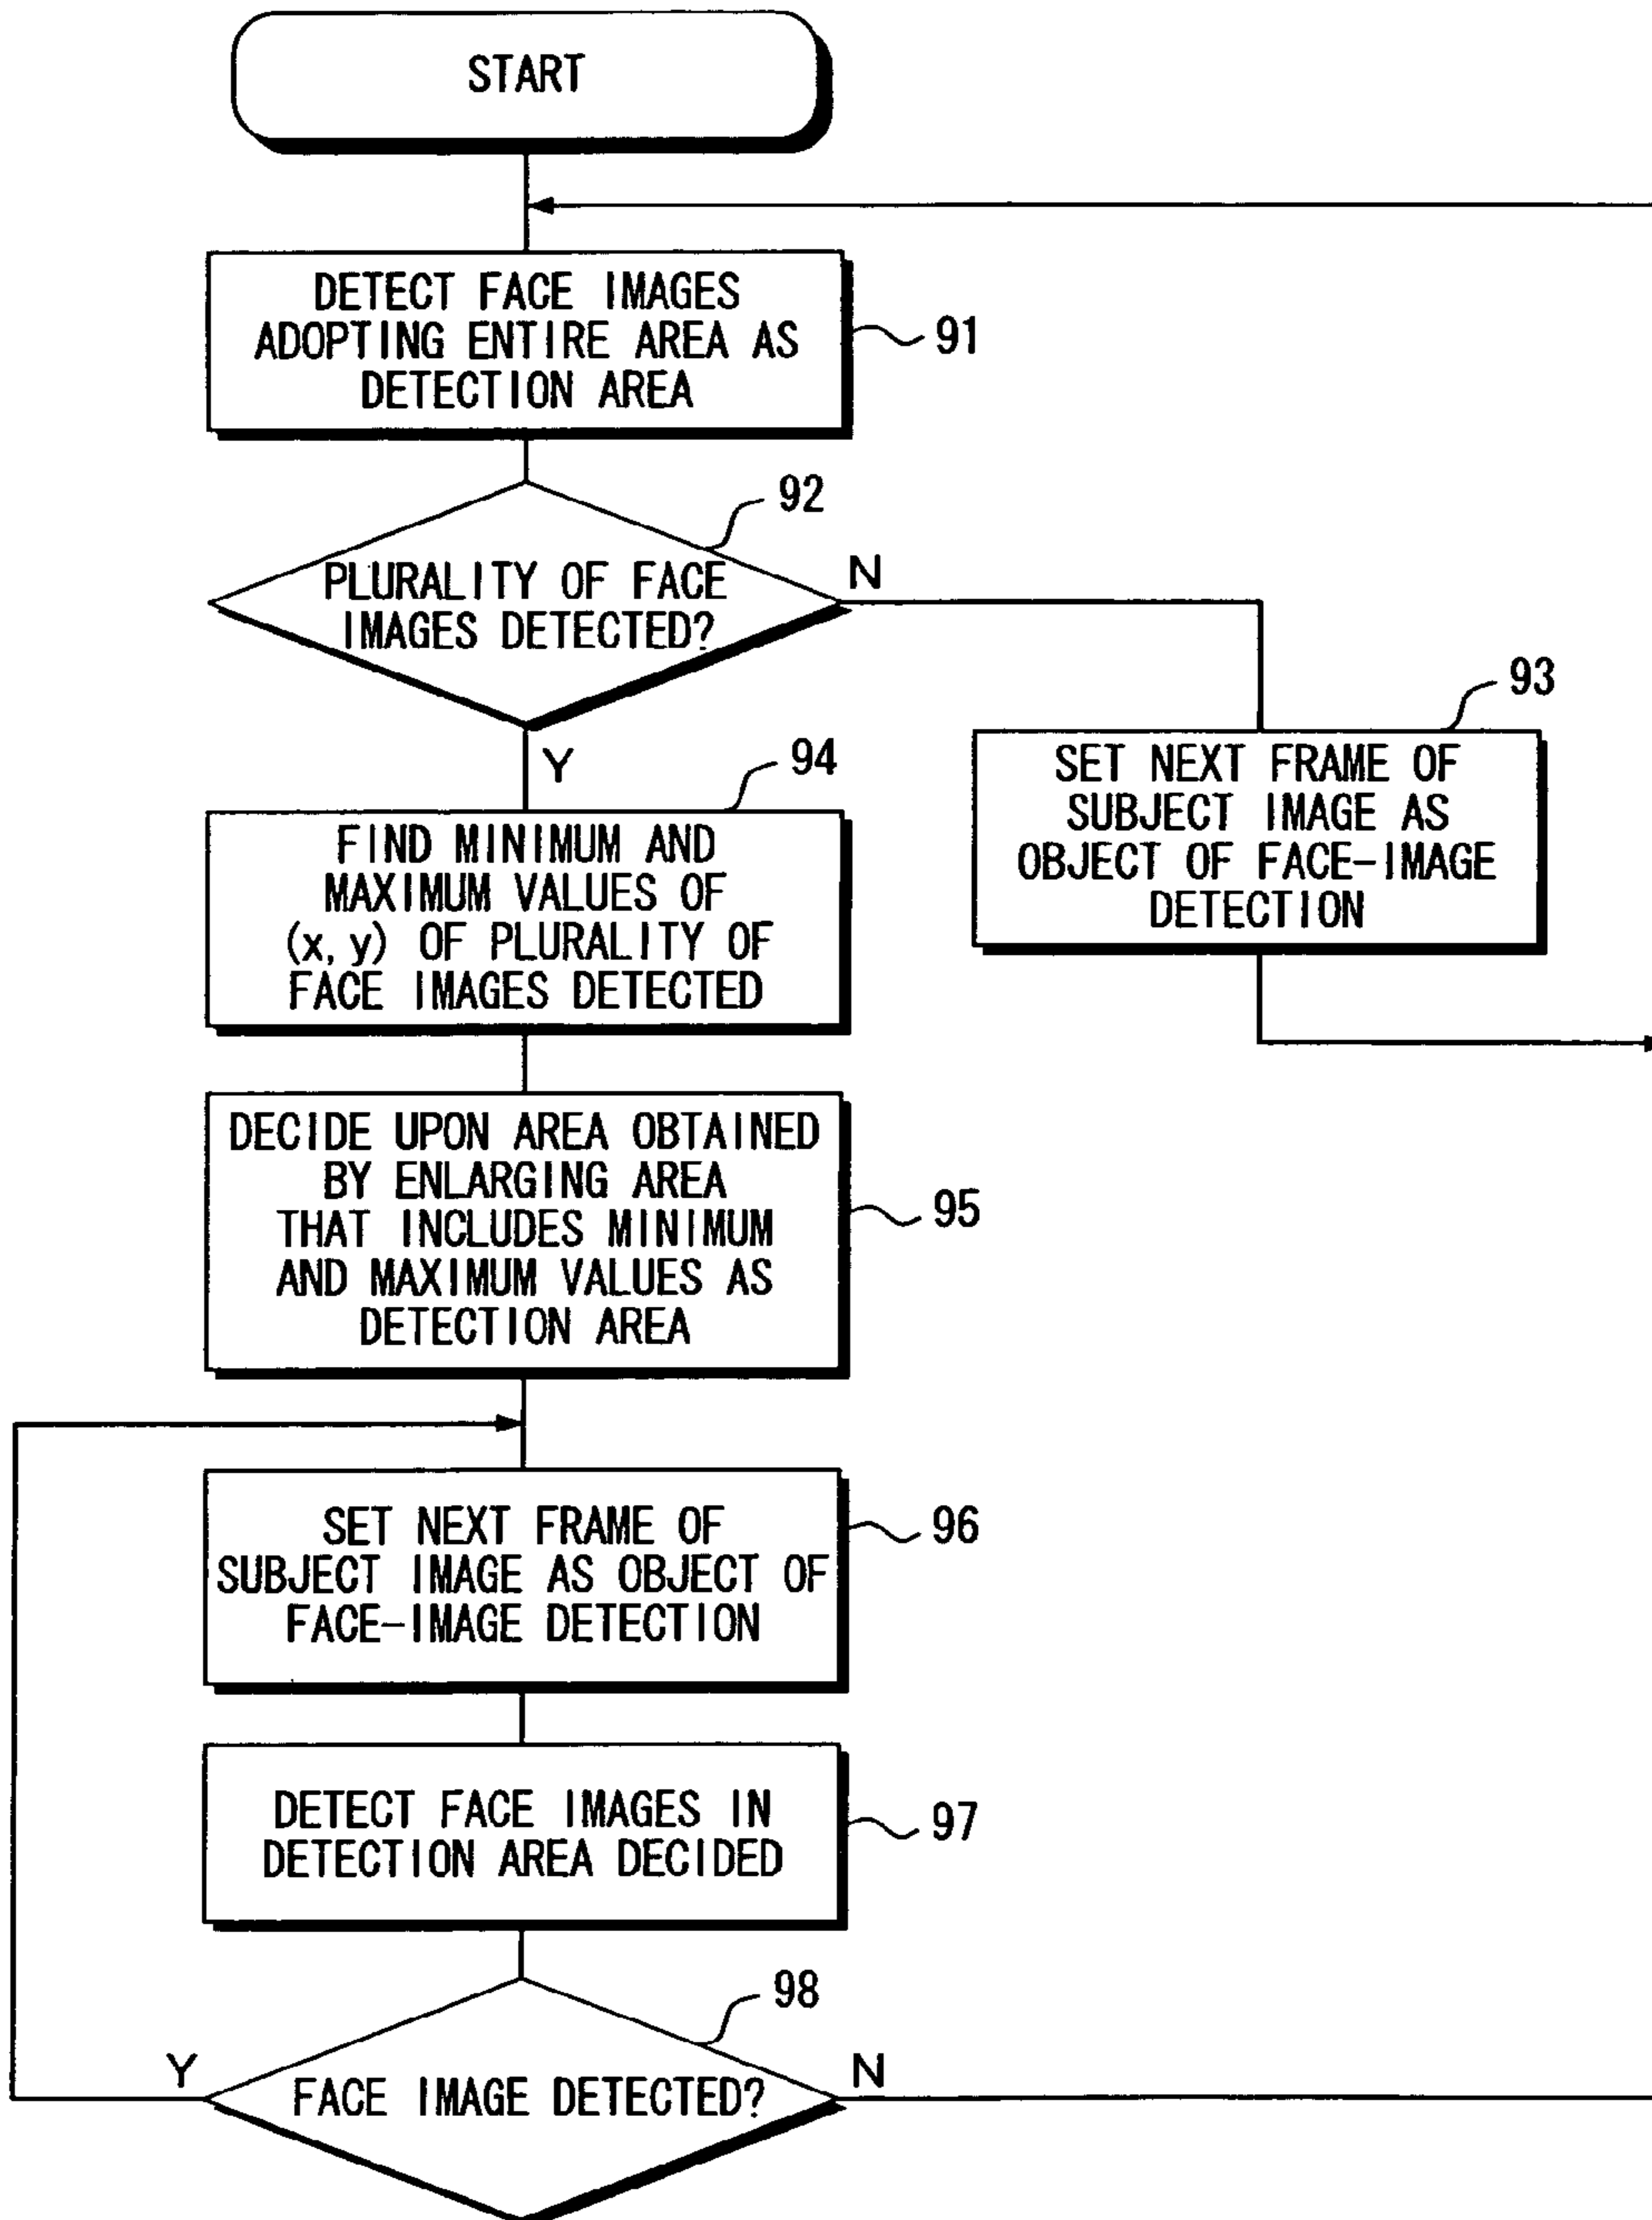 START
DETECT FACE IMAGES
ADOPTING ENTIRE AREA AS
DETECTION AREA
91
92
PLURALITY OF FACE
IMAGES DETECTED?
N
Y
93
SET NEXT FRAME OF
SUBJECT IMAGE AS
OBJECT OF FACE-IMAGE
DETECTION
94
FIND MINIMUM AND
MAXIMUM VALUES OF
(x, y) OF PLURALITY OF
FACE IMAGES DETECTED
DECIDE UPON AREA OBTAINED
BY ENLARGING AREA
THAT INCLUDES MINIMUM
AND MAXIMUM VALUES AS
DETECTION AREA
95
SET NEXT FRAME OF
SUBJECT IMAGE AS OBJECT OF
FACE-IMAGE DETECTION
96
DETECT FACE IMAGES IN
DETECTION AREA DECIDED
97
98
Y
FACE IMAGE DETECTED?
N